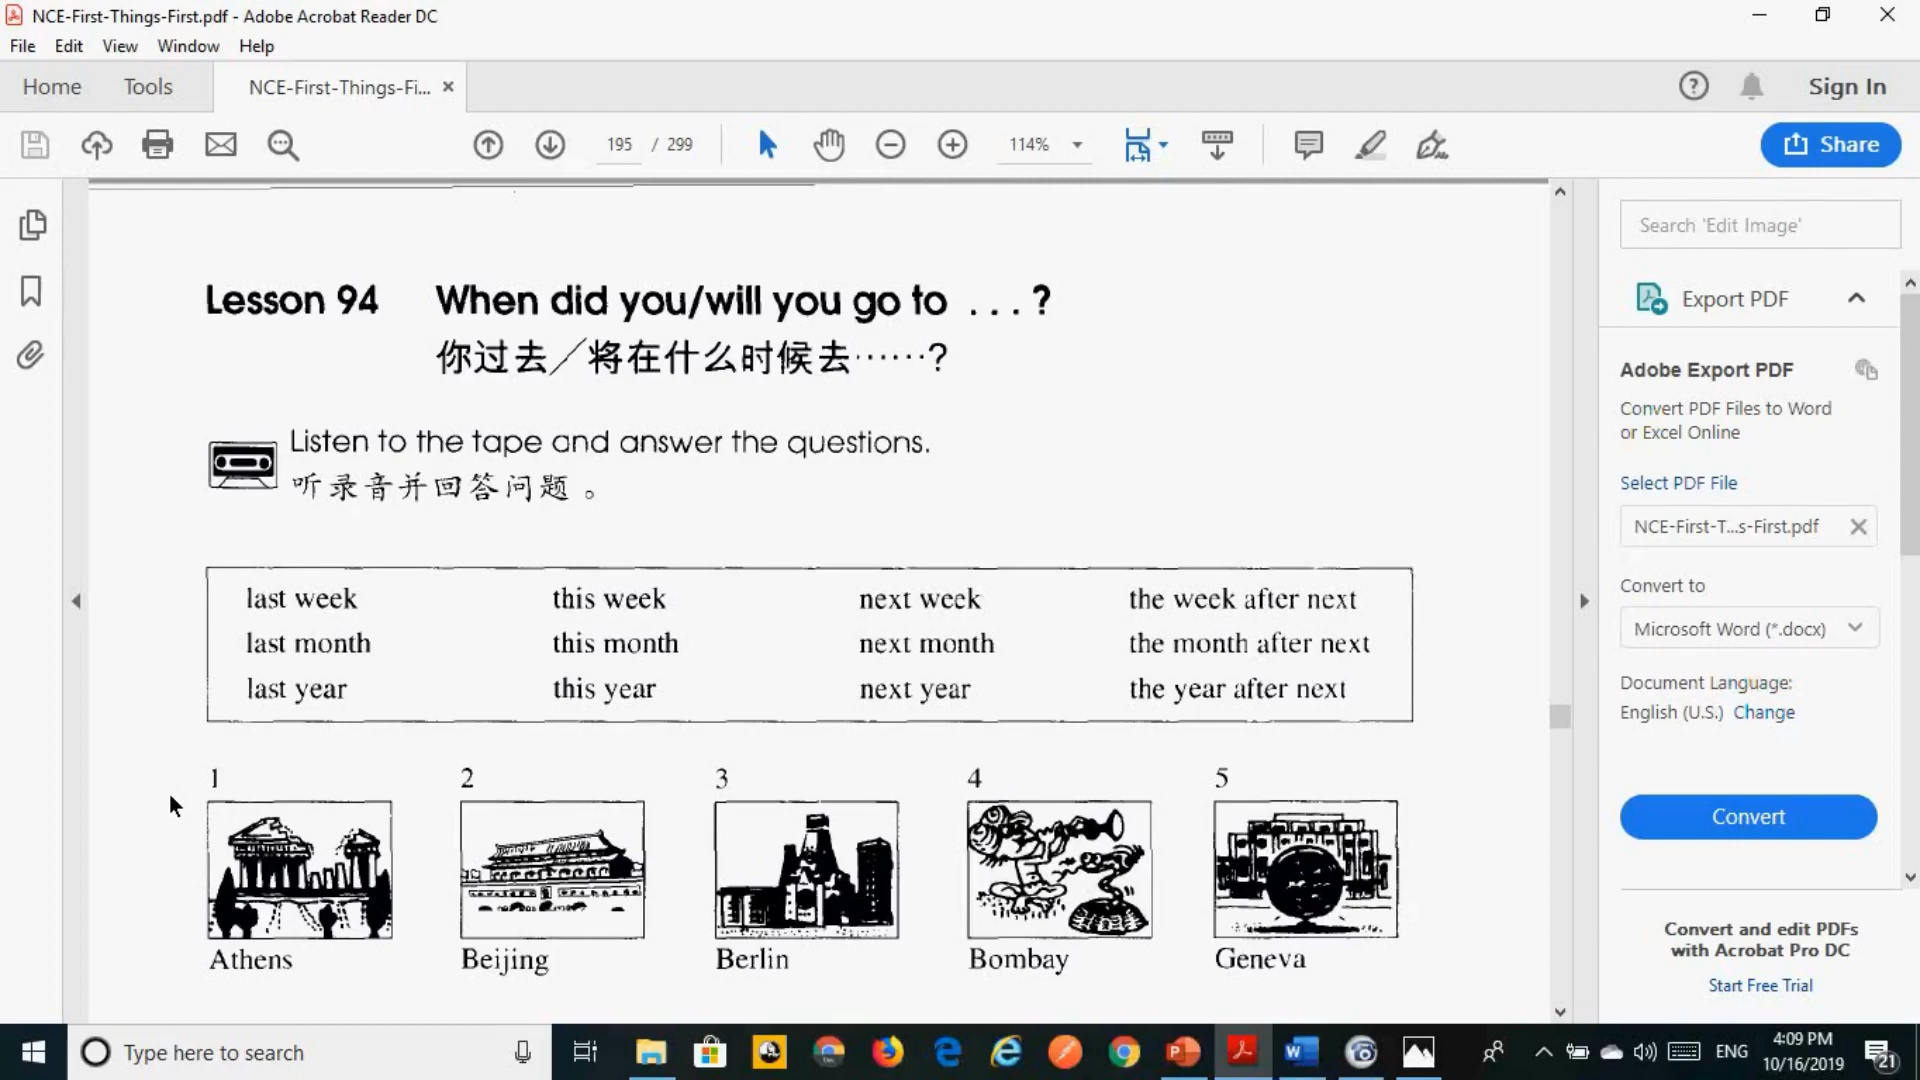 NCE-First-Things-First.pdf - Adobe Acrobat Reader DC
File Edit View Window Help
Home Tools NCE-First-Things-Fi... Sign In
195 / 299 114% Share
Lesson 94 When did you/will you go to ...?
你过去/将在什么时候去……?
Listen to the tape and answer the questions.
听录音并回答问题。
last week this week next week the week after next
last month this month next month the month after next
last year this year next year the year after next
1 2 3 4 5
Athens Beijing Berlin Bombay Geneva
Search 'Edit Image'
Export PDF
Adobe Export PDF
Convert PDF Files to Word
or Excel Online
Select PDF File
NCE-First-T...s-First.pdf
Convert to
Microsoft Word (*.docx)
Document Language:
English (U.S.) Change
Convert
Convert and edit PDFs
with Acrobat Pro DC
Start Free Trial
Type here to search
ENG
4:09 PM
10/16/2019
21